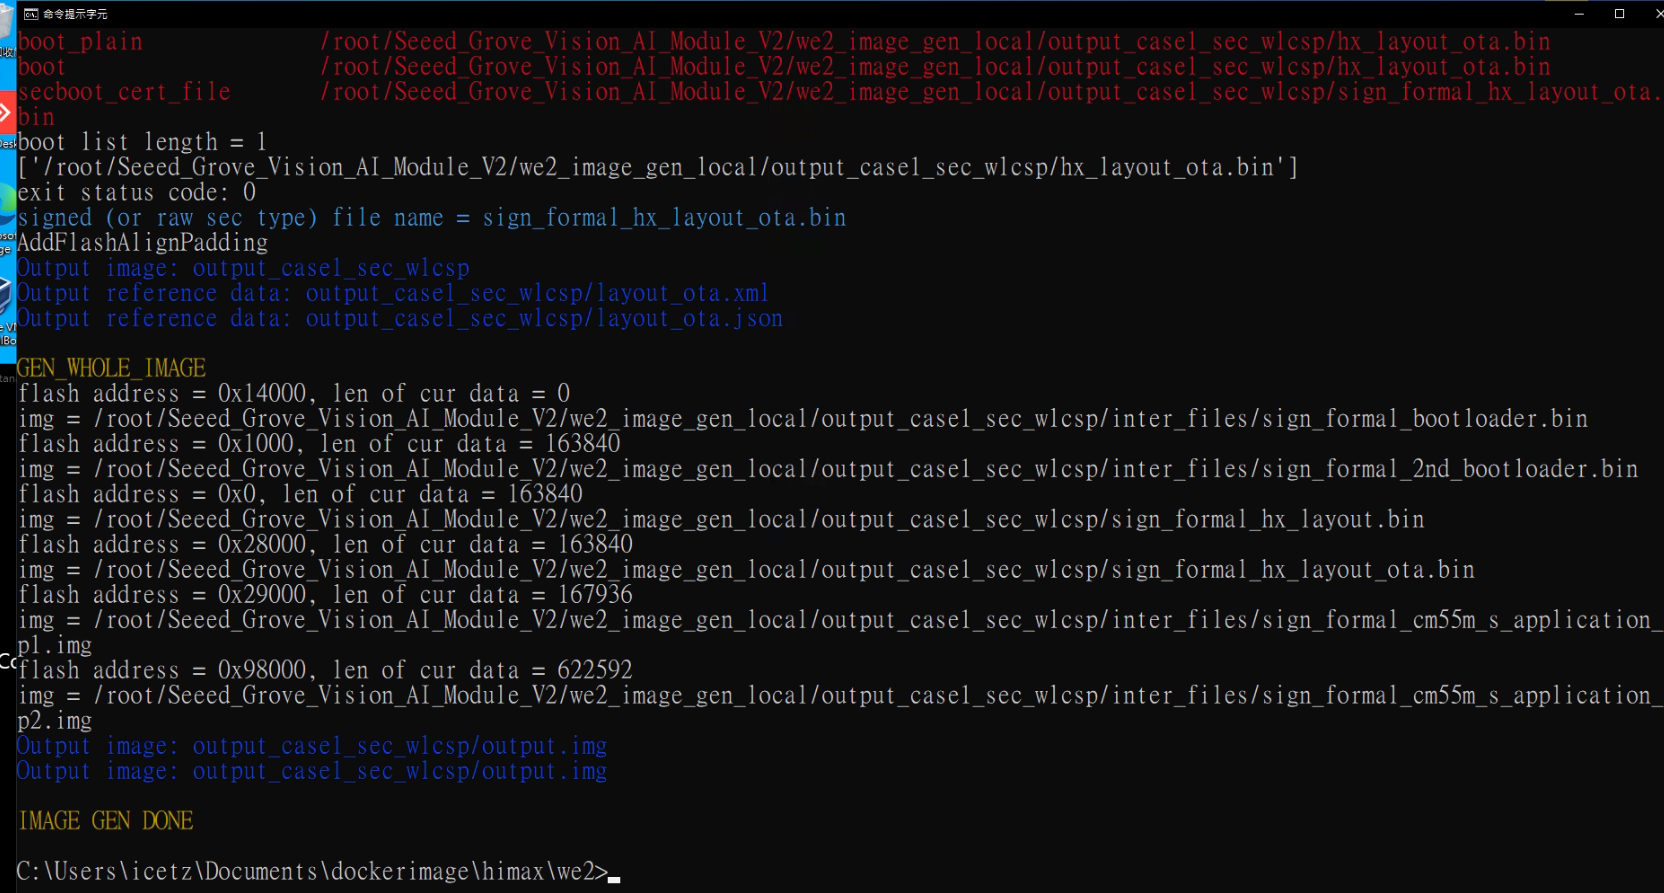 命令提示字元
boot_plain /root/Seeed_Grove_Vision_AI_Module_V2/we2_image_gen_local/output_case1_sec_wlcsp/hx_layout_ota.bin
boot /root/Seeed_Grove_Vision_AI_Module_V2/we2_image_gen_local/output_case1_sec_wlcsp/hx_layout_ota.bin
secboot_cert_file /root/Seeed_Grove_Vision_AI_Module_V2/we2_image_gen_local/output_case1_sec_wlcsp/sign_formal_hx_layout_ota.
bin
boot list length = 1
['/root/Seeed_Grove_Vision_AI_Module_V2/we2_image_gen_local/output_case1_sec_wlcsp/hx_layout_ota.bin']
exit status code: 0
signed (or raw sec type) file name = sign_formal_hx_layout_ota.bin
AddFlashAlignPadding
Output image: output_case1_sec_wlcsp
Output reference data: output_case1_sec_wlcsp/layout_ota.xml
Output reference data: output_case1_sec_wlcsp/layout_ota.json
GEN_WHOLE_IMAGE
flash address = 0x14000, len of cur data = 0
img = /root/Seeed_Grove_Vision_AI_Module_V2/we2_image_gen_local/output_case1_sec_wlcsp/inter_files/sign_formal_bootloader.bin
flash address = 0x1000, len of cur data = 163840
img = /root/Seeed_Grove_Vision_AI_Module_V2/we2_image_gen_local/output_case1_sec_wlcsp/inter_files/sign_formal_2nd_bootloader.bin
flash address = 0x0, len of cur data = 163840
img = /root/Seeed_Grove_Vision_AI_Module_V2/we2_image_gen_local/output_case1_sec_wlcsp/sign_formal_hx_layout.bin
flash address = 0x28000, len of cur data = 163840
img = /root/Seeed_Grove_Vision_AI_Module_V2/we2_image_gen_local/output_case1_sec_wlcsp/sign_formal_hx_layout_ota.bin
flash address = 0x29000, len of cur data = 167936
img = /root/Seeed_Grove_Vision_AI_Module_V2/we2_image_gen_local/output_case1_sec_wlcsp/inter_files/sign_formal_cm55m_s_application_
p1.img
flash address = 0x98000, len of cur data = 622592
img = /root/Seeed_Grove_Vision_AI_Module_V2/we2_image_gen_local/output_case1_sec_wlcsp/inter_files/sign_formal_cm55m_s_application_
p2.img
Output image: output_case1_sec_wlcsp/output.img
Output image: output_case1_sec_wlcsp/output.img
IMAGE GEN DONE
C:\Users\icetz\Documents\dockerimage\himax\we2>